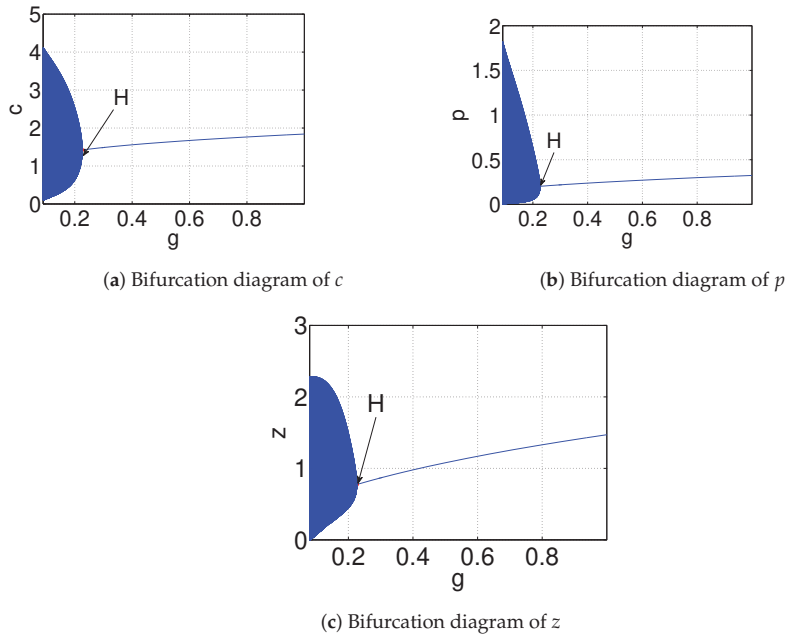 5
4
3
2
1
0
c
H
0.2 0.4 0.6 0.8
g
(a) Bifurcation diagram of c
2
1.5
1
0.5
0
p
H
0.2 0.4 0.6 0.8
g
(b) Bifurcation diagram of p
3
2
1
0
z
H
0.2 0.4 0.6 0.8
g
(c) Bifurcation diagram of z